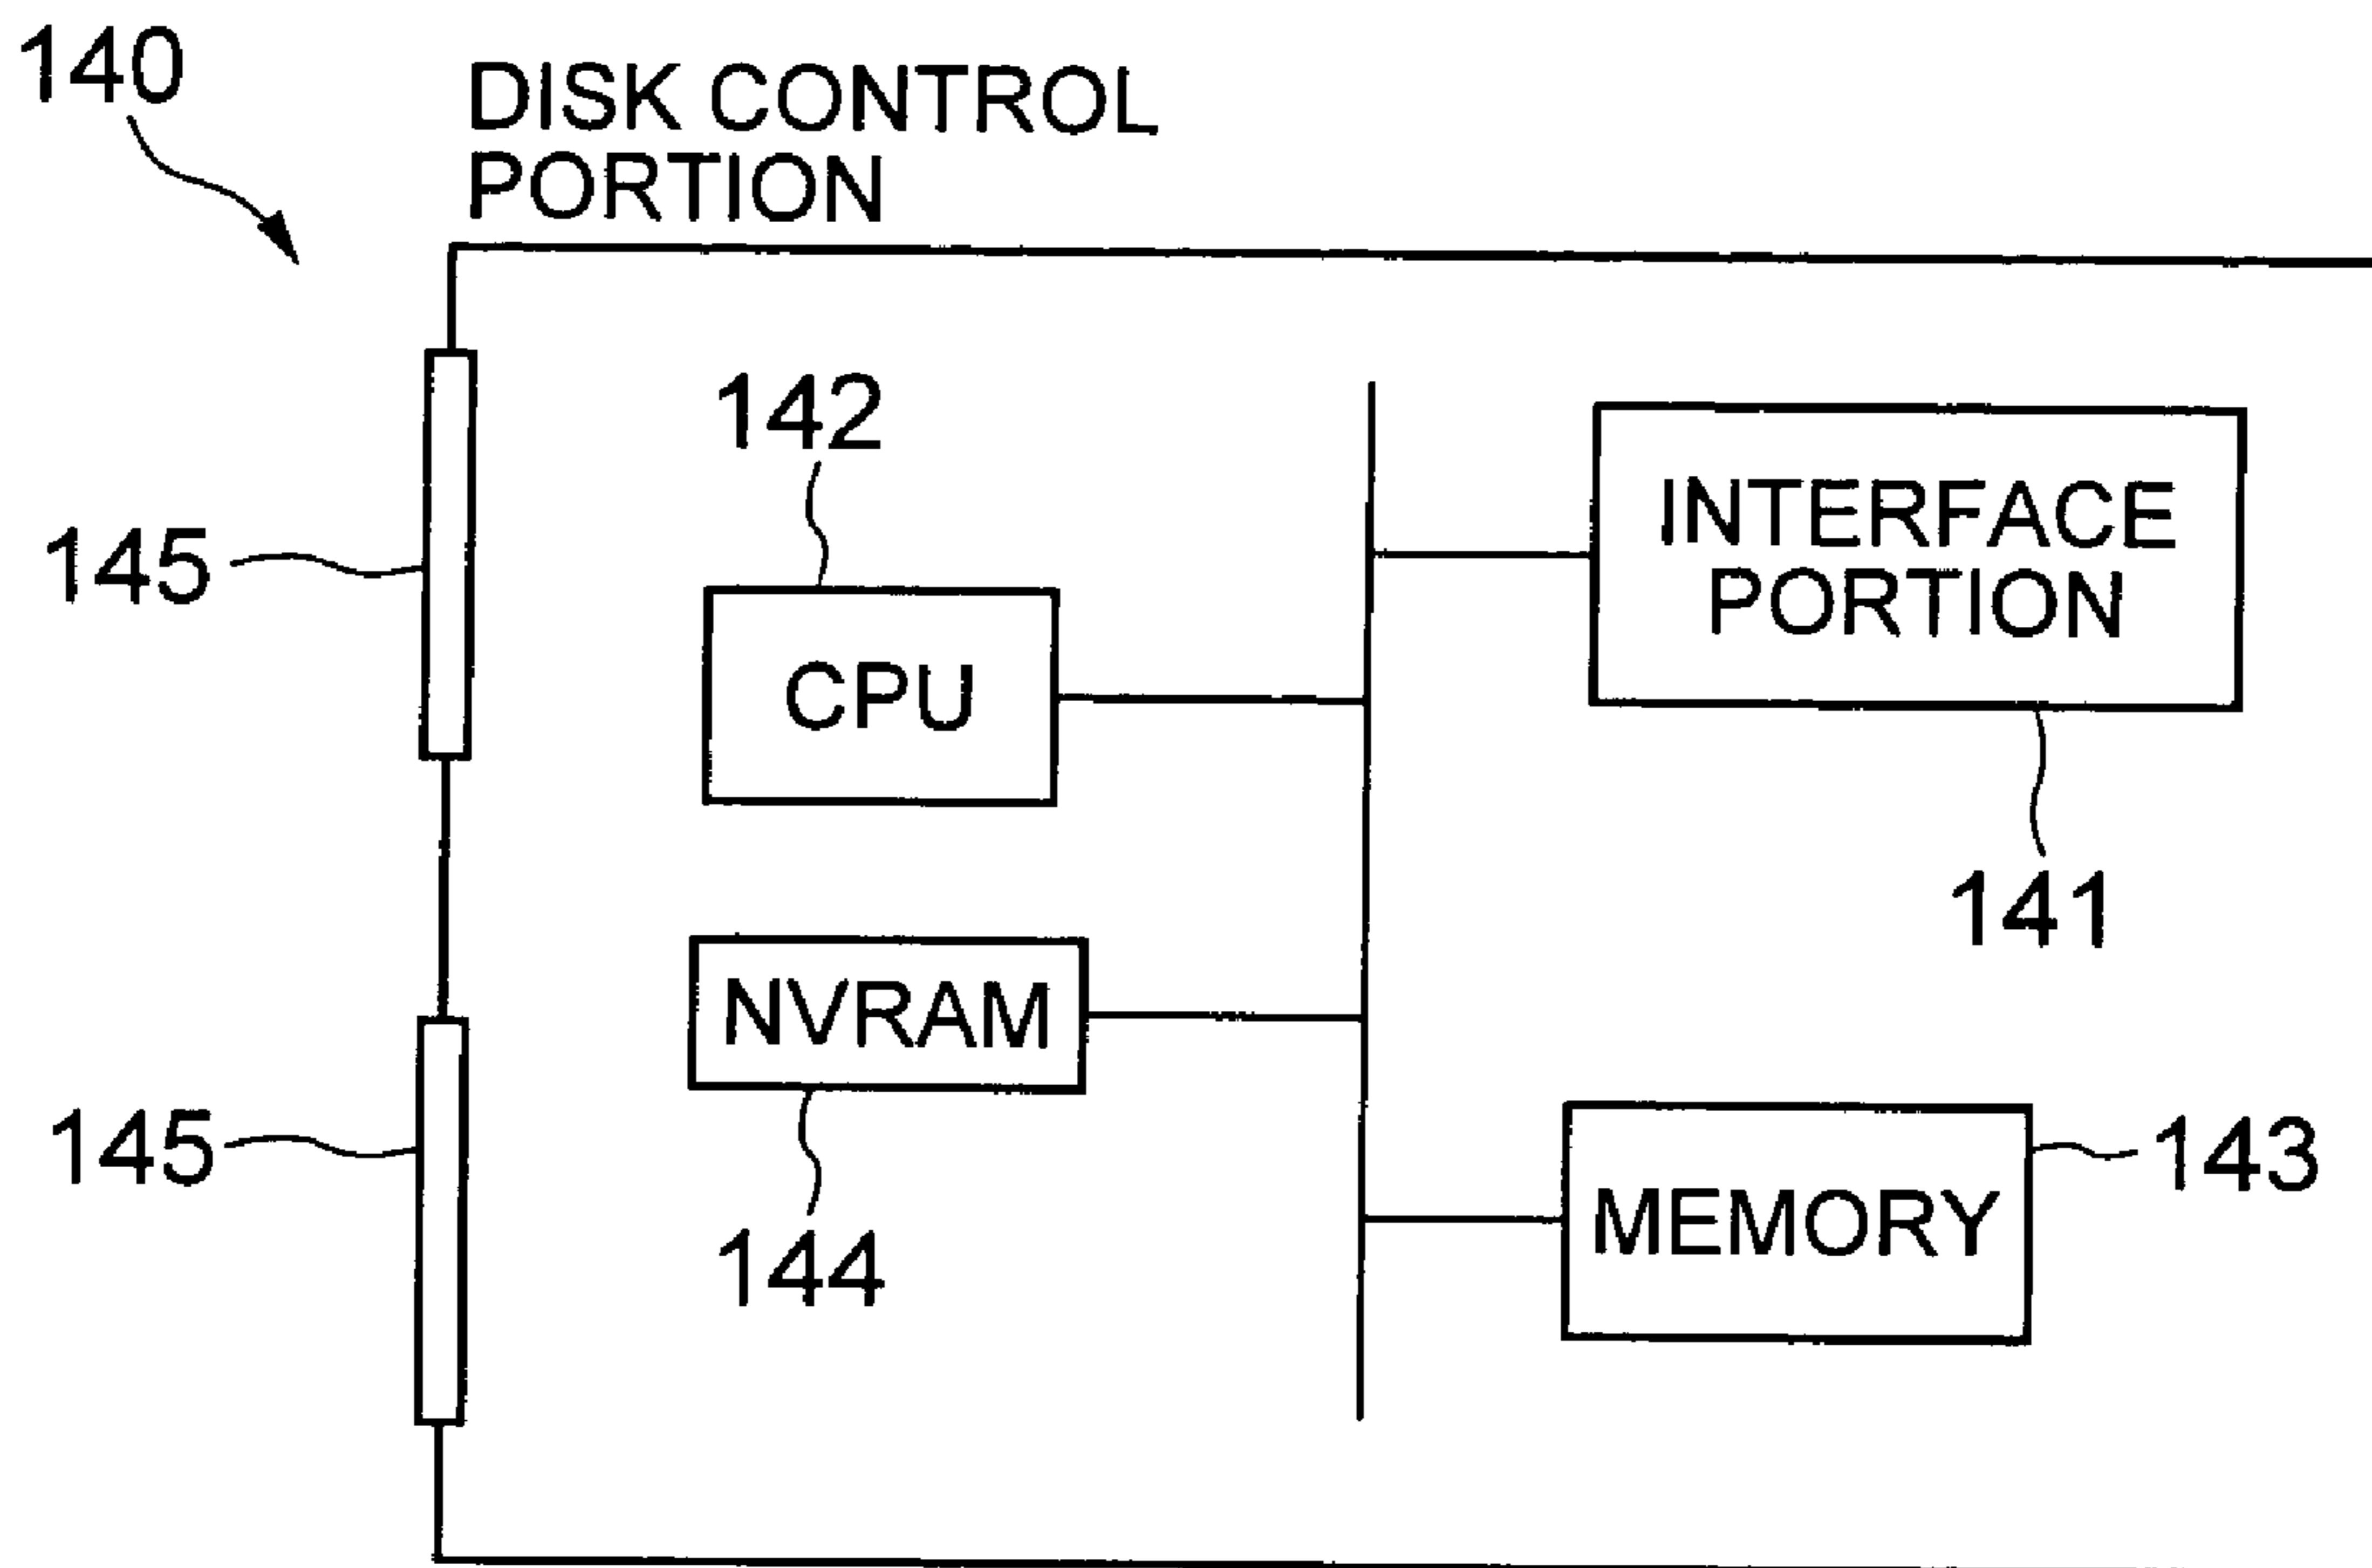 140
DISK CONTROL
PORTION
142
INTERFACE
PORTION
145
CPU
141
NVRAM
145
143
MEMORY
144